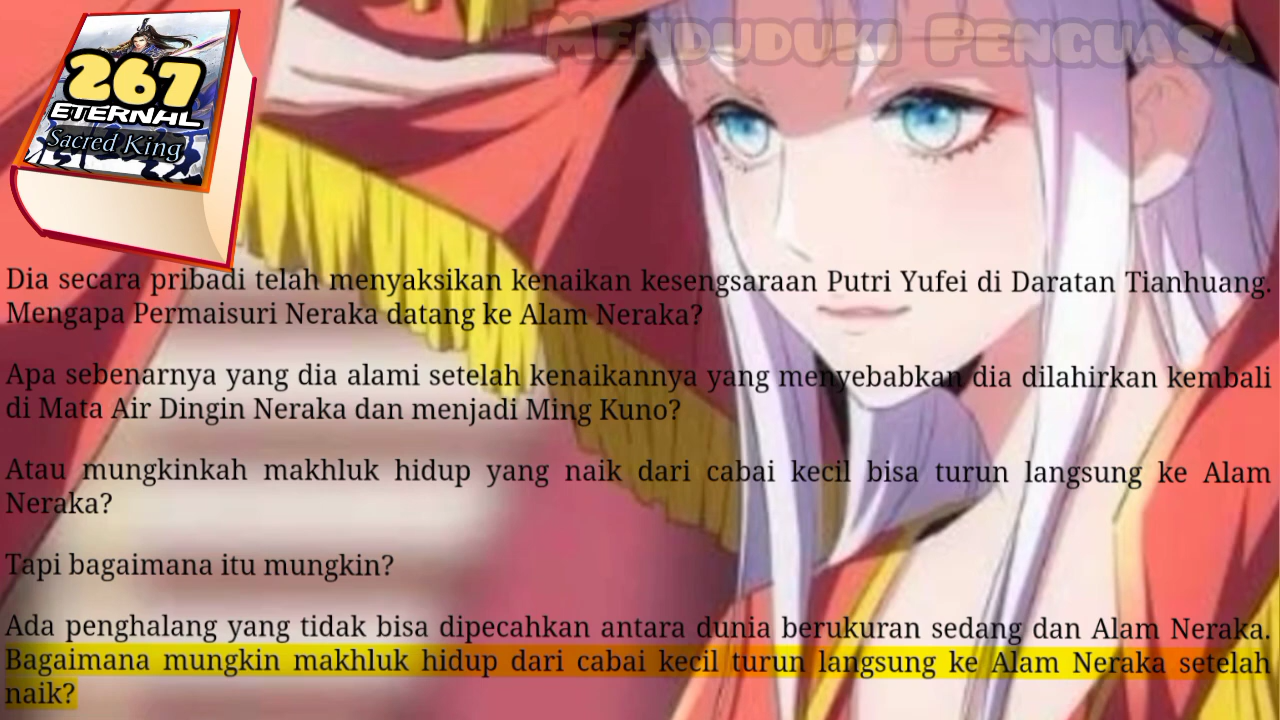 Menduduki Penguasa
267
ETERNAL
Sacred King
Dia secara pribadi telah menyaksikan kenaikan kesengsaraan Putri Yufei di Daratan Tianhuang.
Mengapa Permaisuri Neraka datang ke Alam Neraka?
Apa sebenarnya yang dia alami setelah kenaikannya yang menyebabkan dia dilahirkan kembali
di Mata Air Dingin Neraka dan menjadi Ming Kuno?
Atau mungkinkah makhluk hidup yang naik dari cabai kecil bisa turun langsung ke Alam
Neraka?
Tapi bagaimana itu mungkin?
Ada penghalang yang tidak bisa dipecahkan antara dunia berukuran sedang dan Alam Neraka.
Bagaimana mungkin makhluk hidup dari cabai kecil turun langsung ke Alam Neraka setelah
naik?